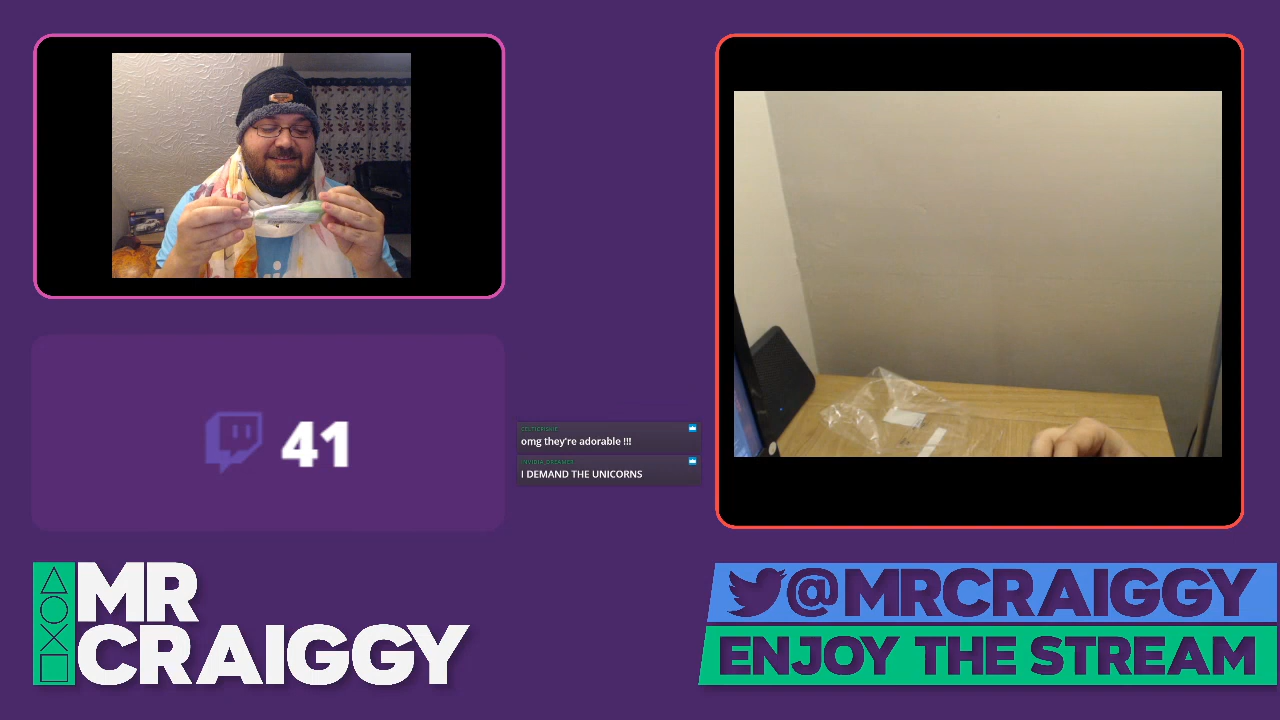 41
omg they're adorable !!!
I DEMAND THE UNICORNS
MR
CRAIGGY
@MRCRAIGGY
ENJOY THE STREAM